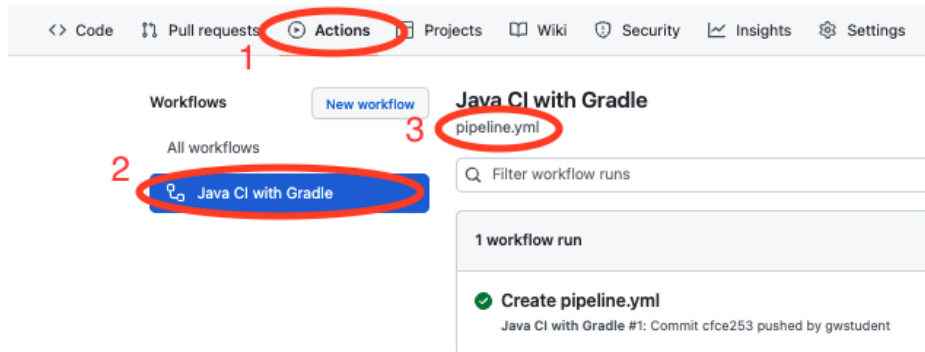 Code Pull requests Actions Projects Wiki Security Insights Settings
1
Workflows New workflow Java CI with Gradle
3 pipeline.yml
All workflows
2 Java CI with Gradle Filter workflow runs
1 workflow run
Create pipeline.yml
Java CI with Gradle #1: Commit cfce253 pushed by gwstudent